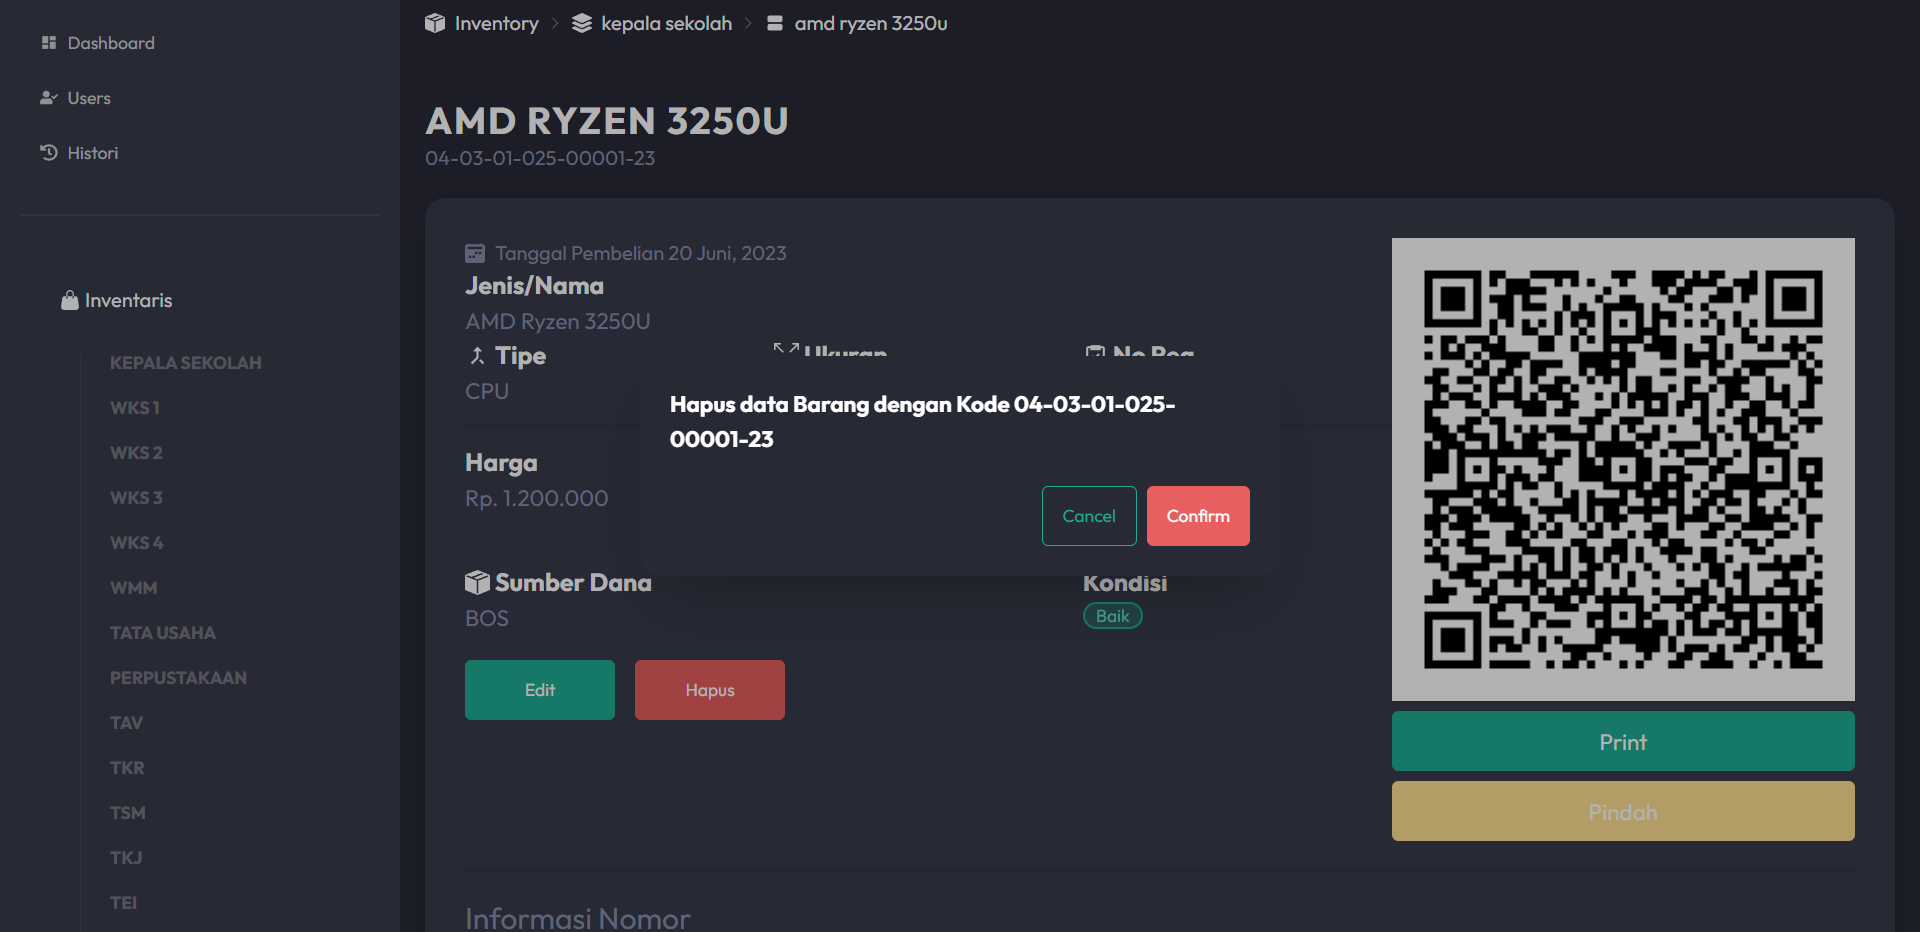 Dashboard
Users
Histori
Inventaris
KEPALA SEKOLAH
WKS 1
WKS 2
WKS 3
WKS 4
WMM
TATA USAHA
PERPUSTAKAAN
TAV
TKR
TSM
TKJ
TEI
Inventory > kepala sekolah > amd ryzen 3250u
AMD RYZEN 3250U
04-03-01-025-00001-23
Tanggal Pembelian 20 Juni, 2023
Jenis/Nama
AMD Ryzen 3250U
Tipe Ukuran No Reg
CPU
Hapus data Barang dengan Kode 04-03-01-025-
00001-23
Cancel Confirm
Harga
Rp. 1.200.000
Sumber Dana Kondisi
BOS Baik
Edit Hapus
Print
Pindah
Informasi Nomor